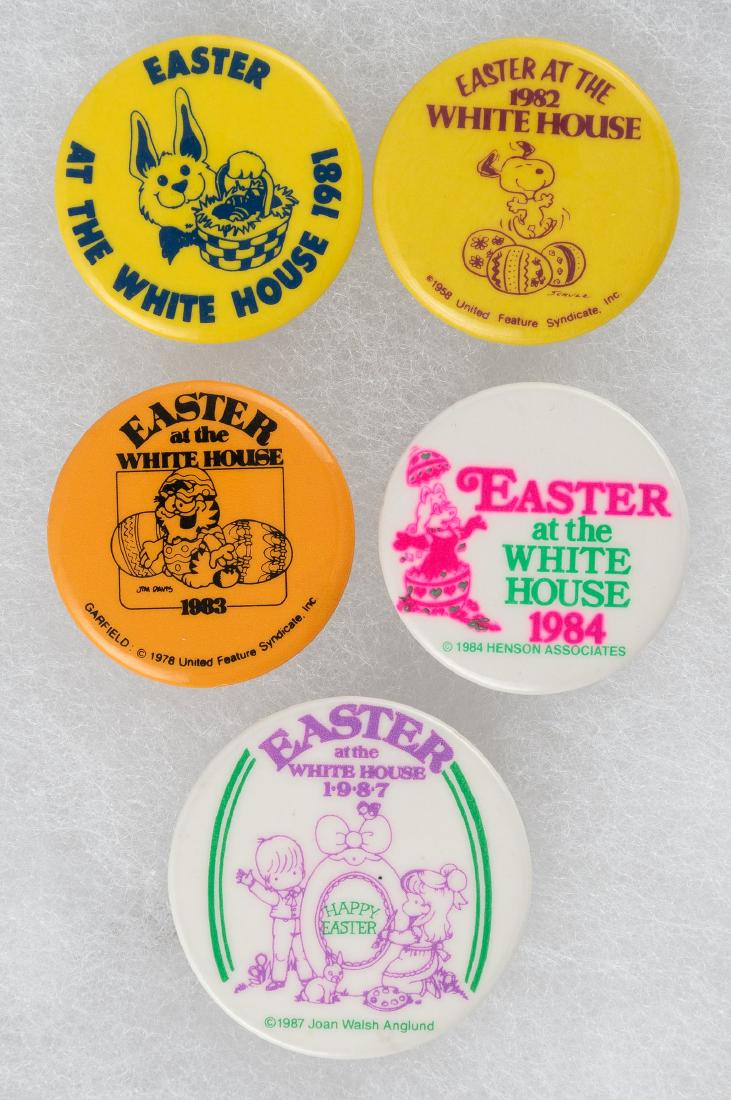 EASTER
AT THE WHITE HOUSE 1981
EASTER AT THE
1982
WHITE HOUSE
SCHULZ
©1958 United Feature Syndicate, Inc.
EASTER
at the
WHITE HOUSE
JIM DAVIS
1983
GARFIELD: © 1978 United Feature Syndicate, Inc
EASTER
at the
WHITE
HOUSE
1984
© 1984 HENSON ASSOCIATES
EASTER
at the
WHITE HOUSE
1·9·8·7
HAPPY
EASTER
©1987 Joan Walsh Anglund